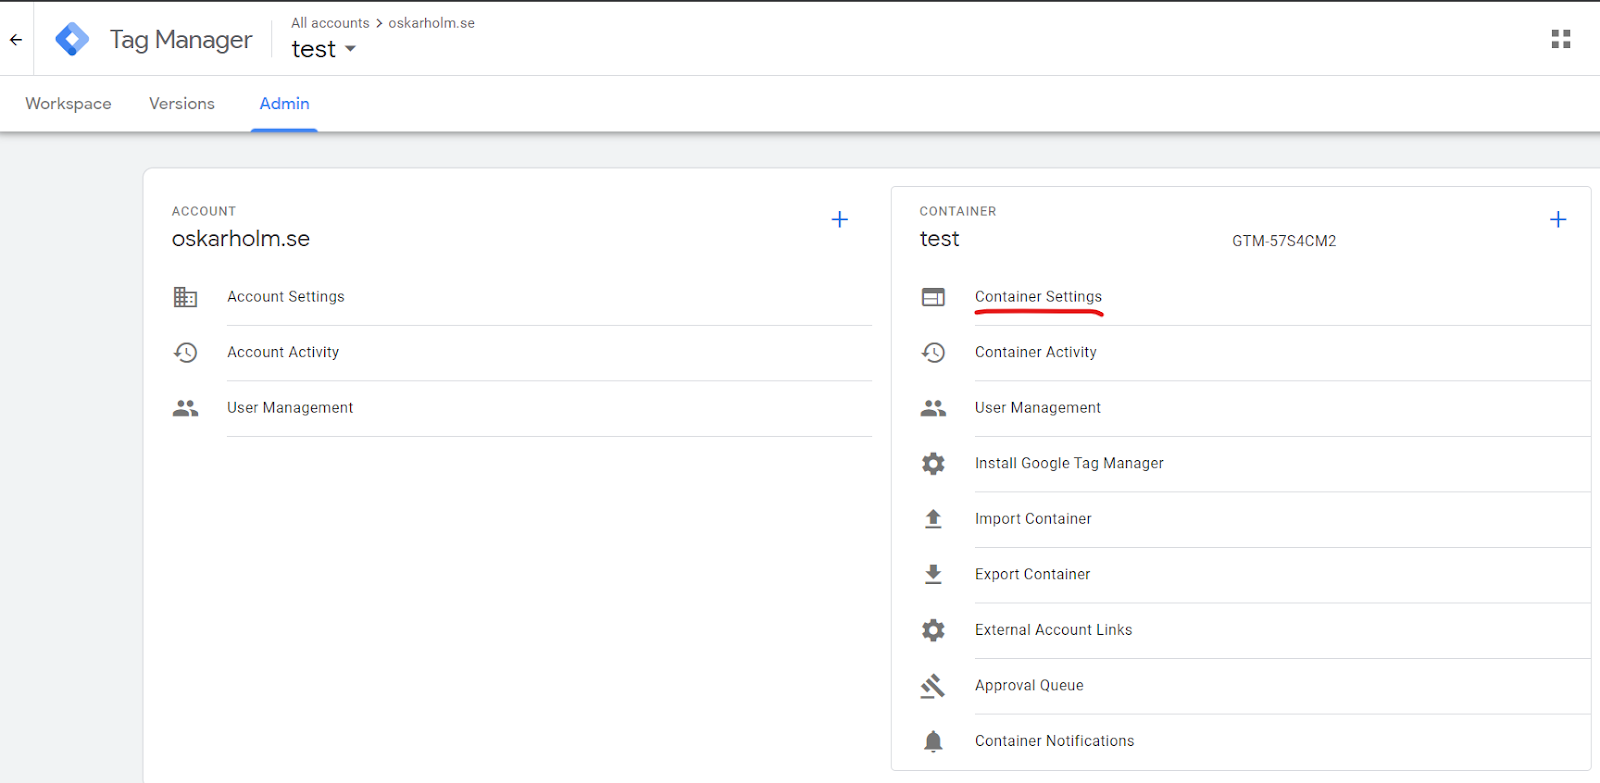 All accounts > oskarholm.se
Tag Manager
test
Workspace Versions Admin
ACCOUNT
oskarholm.se
Account Settings
Account Activity
User Management
CONTAINER
test GTM-57S4CM2
Container Settings
Container Activity
User Management
Install Google Tag Manager
Import Container
Export Container
External Account Links
Approval Queue
Container Notifications